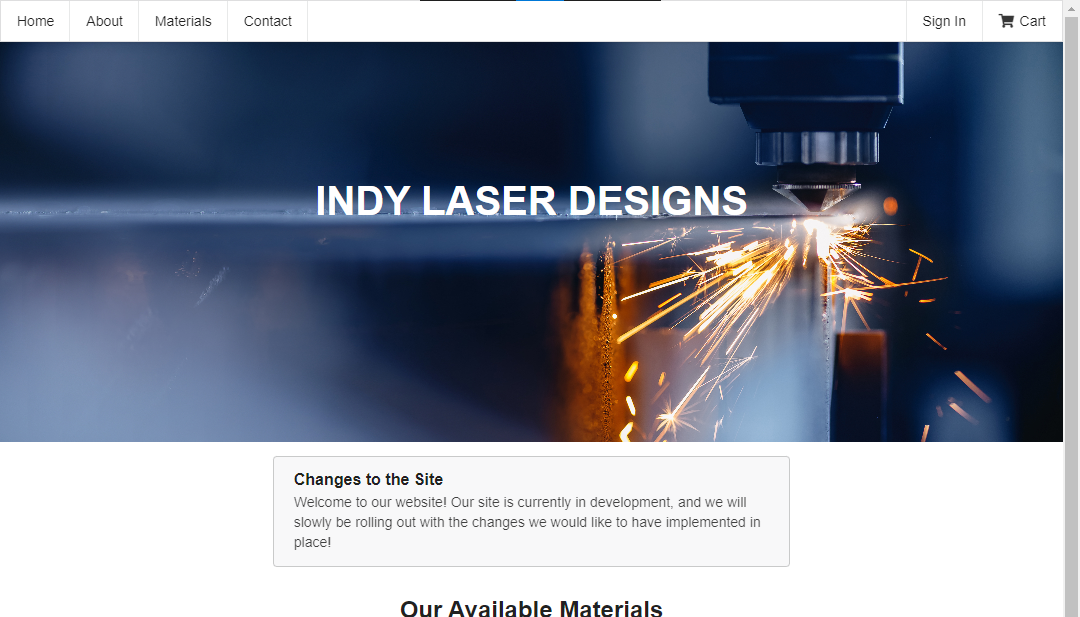 Home About Materials Contact Sign In Cart
INDY LASER DESIGNS
Changes to the Site
Welcome to our website! Our site is currently in development, and we will
slowly be rolling out with the changes we would like to have implemented in
place!
Our Available Materials